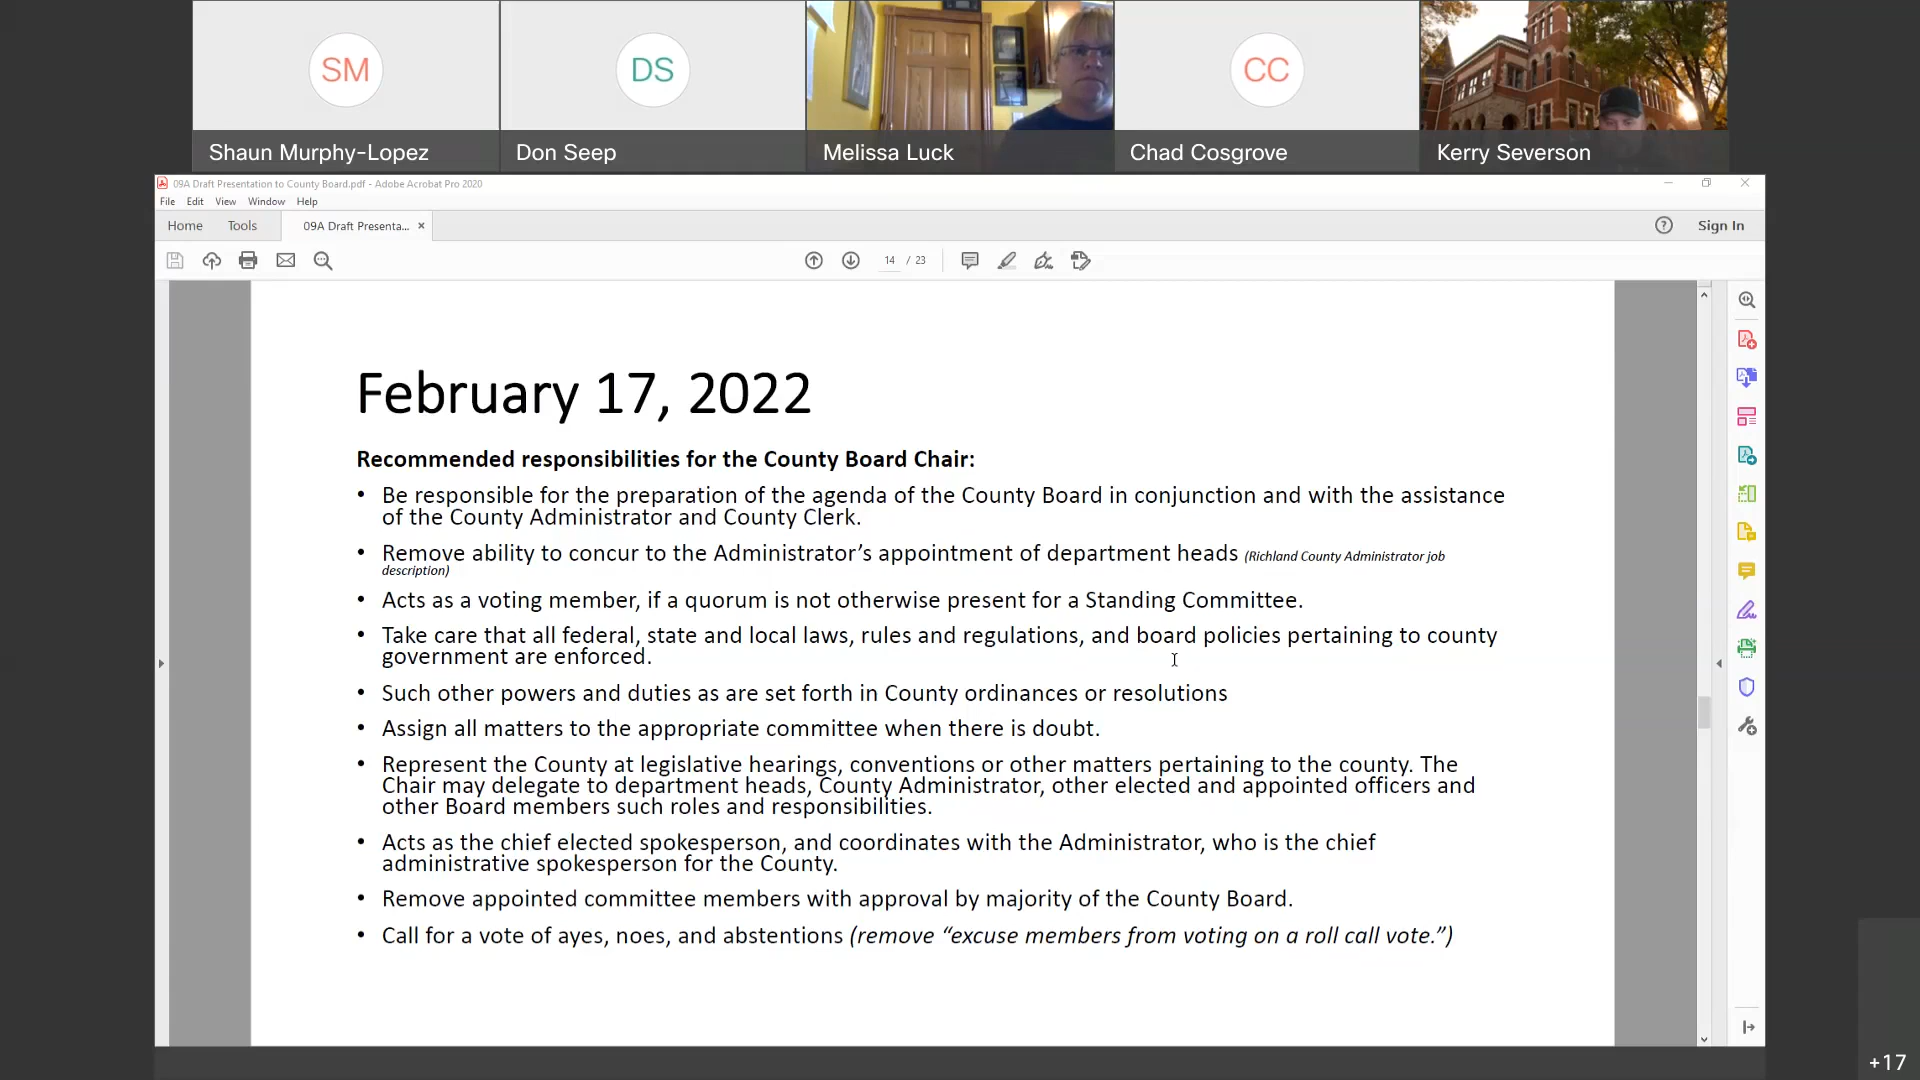 SM
DS
CC
Shaun Murphy-Lopez
Don Seep
Melissa Luck
Chad Cosgrove
Kerry Severson
09A Draft Presentation to County Board.pdf - Adobe Acrobat Pro 2020
File Edit View Window Help
Home Tools 09A Draft Presenta... × Sign In
14 / 23
February 17, 2022
Recommended responsibilities for the County Board Chair:
• Be responsible for the preparation of the agenda of the County Board in conjunction and with the assistance
of the County Administrator and County Clerk.
• Remove ability to concur to the Administrator’s appointment of department heads (Richland County Administrator job
description)
• Acts as a voting member, if a quorum is not otherwise present for a Standing Committee.
• Take care that all federal, state and local laws, rules and regulations, and board policies pertaining to county
government are enforced.
• Such other powers and duties as are set forth in County ordinances or resolutions
• Assign all matters to the appropriate committee when there is doubt.
• Represent the County at legislative hearings, conventions or other matters pertaining to the county. The
Chair may delegate to department heads, County Administrator, other elected and appointed officers and
other Board members such roles and responsibilities.
• Acts as the chief elected spokesperson, and coordinates with the Administrator, who is the chief
administrative spokesperson for the County.
• Remove appointed committee members with approval by majority of the County Board.
• Call for a vote of ayes, noes, and abstentions (remove “excuse members from voting on a roll call vote.”)
+17